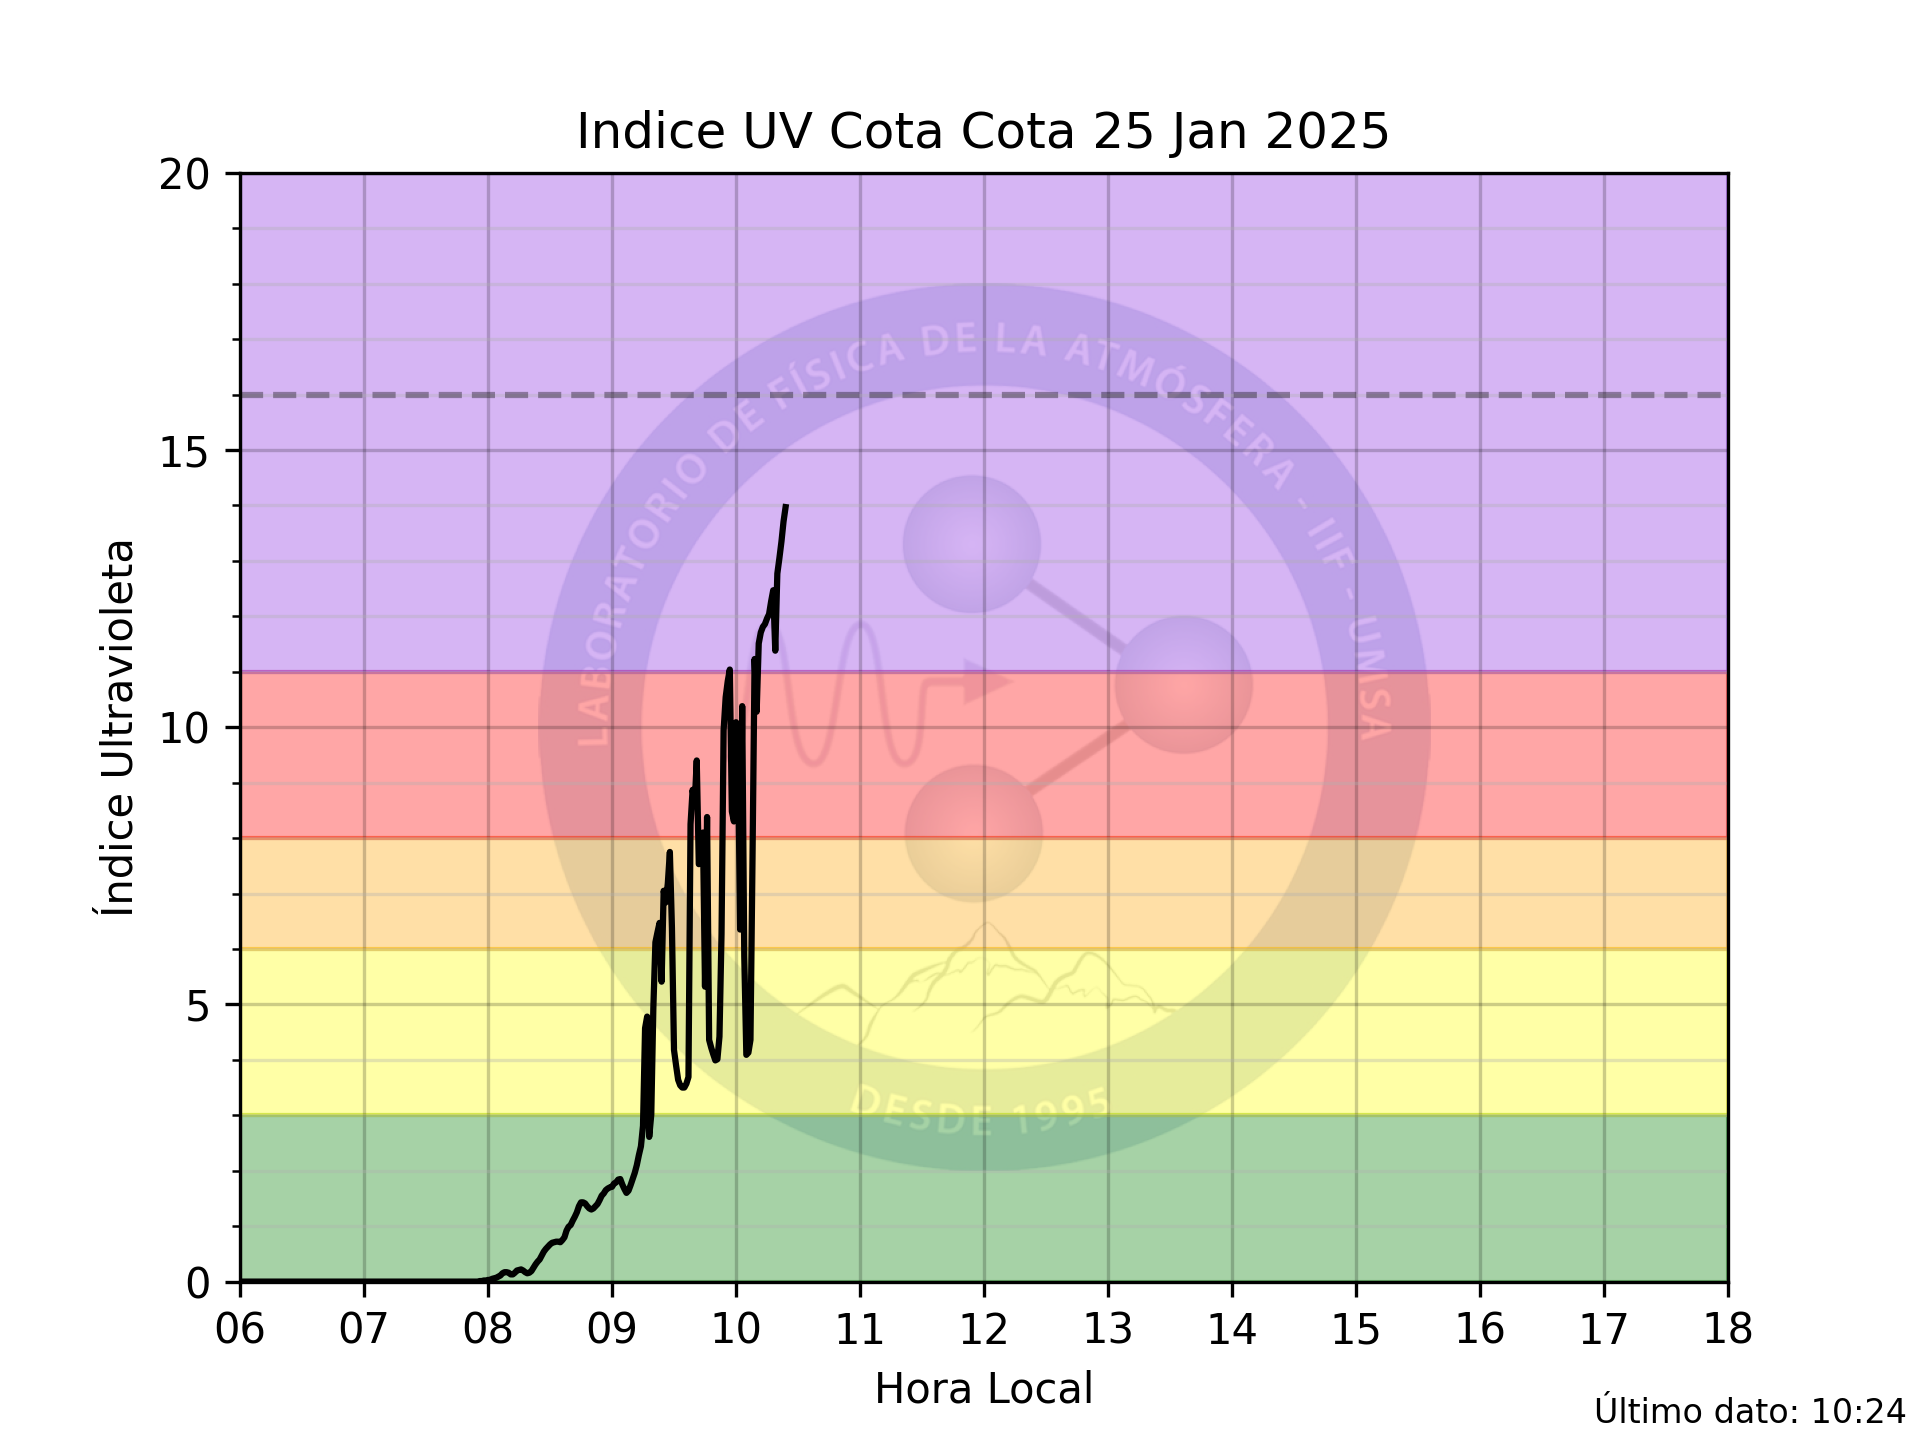 Indice UV Cota Cota 25 Jan 2025
20
15
10
5
0
Índice Ultravioleta
LABORATORIO DE FÍSICA DE LA ATMÓSFERA - IIF - UMSA
DESDE 1995
06 07 08 09 10 11 12 13 14 15 16 17 18
Hora Local
Último dato: 10:24